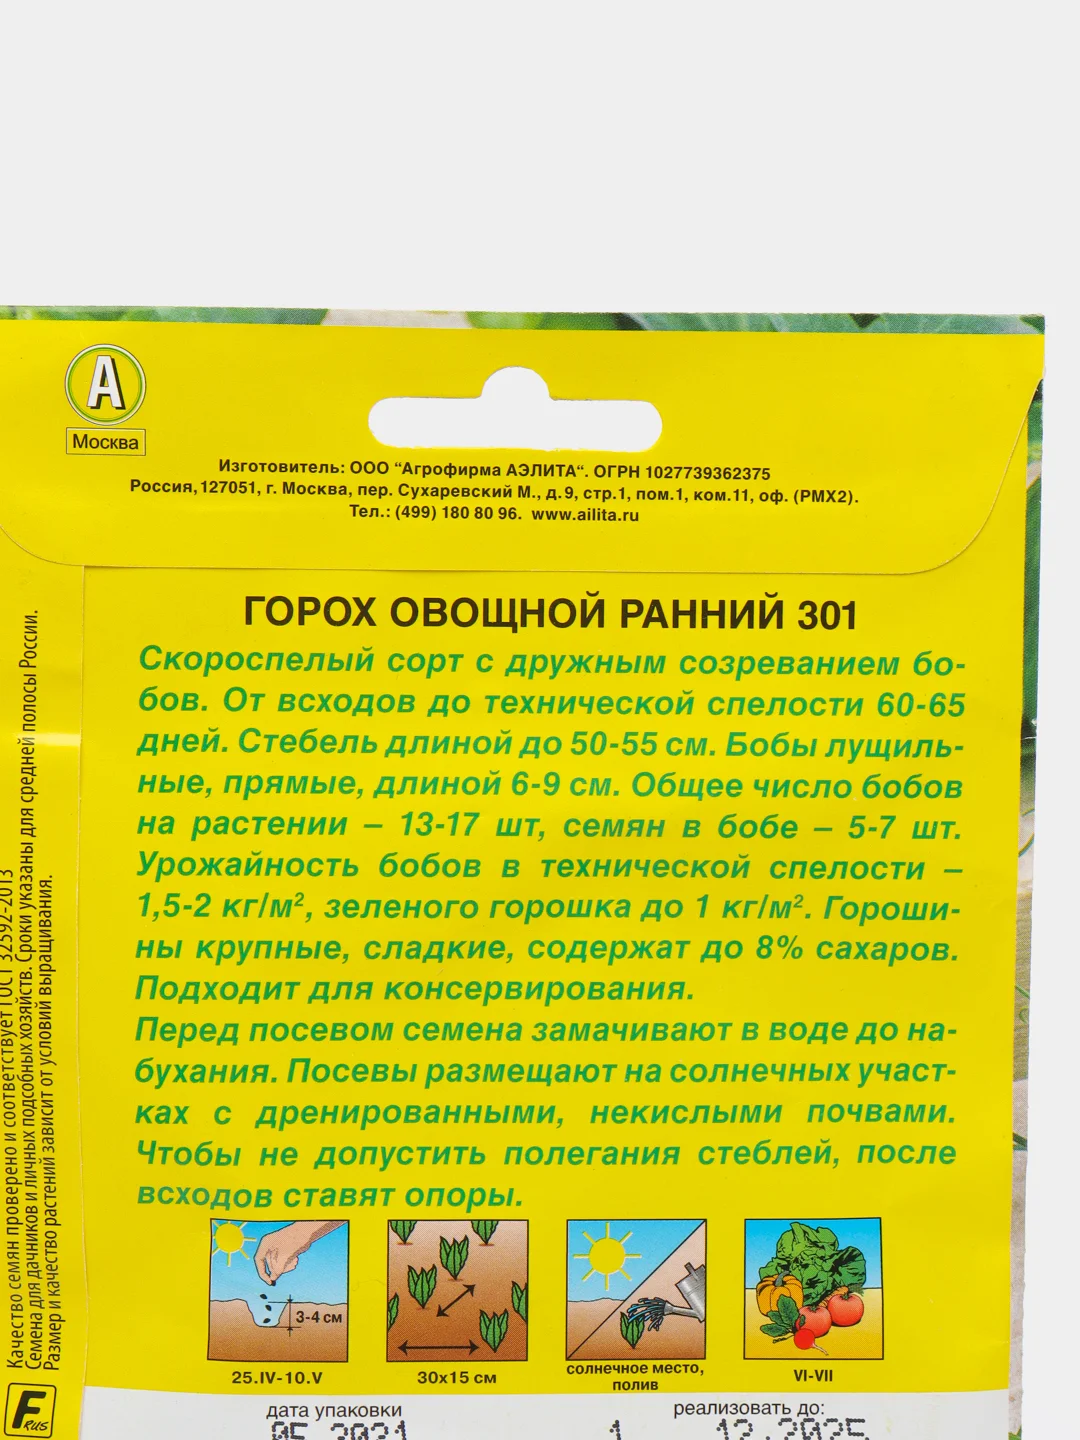 А
Москва
Изготовитель: ООО “Агрофирма АЭЛИТА“. ОГРН 1027739362375
Россия,127051, г. Москва, пер. Сухаревский М., д.9, стр.1, пом.1, ком.11, оф. (РМХ2).
Тел.: (499) 180 80 96. www.ailita.ru
ГОРОХ ОВОЩНОЙ РАННИЙ 301
Скороспелый сорт с дружным созреванием бо-
бов. От всходов до технической спелости 60-65
дней. Стебель длиной до 50-55 см. Бобы лущиль-
ные, прямые, длиной 6-9 см. Общее число бобов
на растении – 13-17 шт, семян в бобе – 5-7 шт.
Урожайность бобов в технической спелости –
1,5-2 кг/м², зеленого горошка до 1 кг/м². Гороши-
ны крупные, сладкие, содержат до 8% сахаров.
Подходит для консервирования.
Перед посевом семена замачивают в воде до на-
бухания. Посевы размещают на солнечных участ-
ках с дренированными, некислыми почвами.
Чтобы не допустить полегания стеблей, после
всходов ставят опоры.
3-4 см
25.IV-10.V
30x15 см
солнечное место,
полив
VI-VII
дата упаковки
05 2021
1
реализовать до:
12.2025
Качество семян проверено и соответствует ГОСТ 32592-2013
Семена для дачников и личных подсобных хозяйств. Сроки указаны для средней полосы России.
Размер и качество растений зависит от условий выращивания.
F RUS